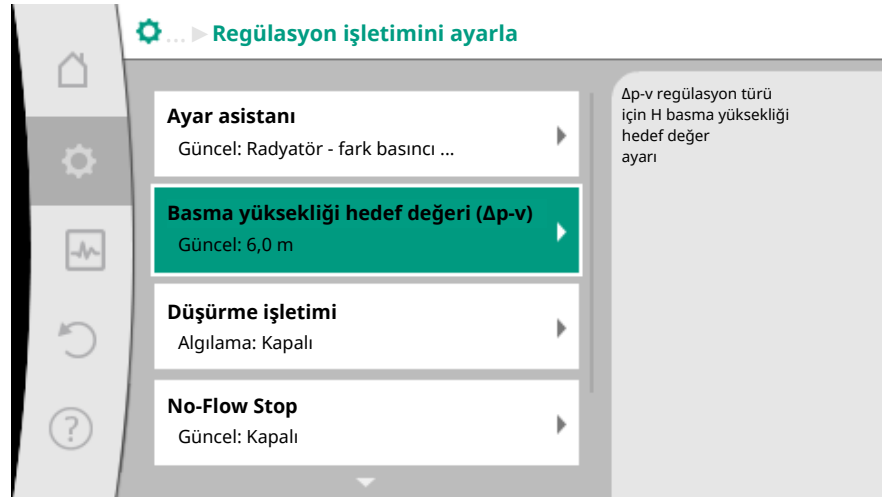 ... ▶ Regülasyon işletimini ayarla
Ayar asistanı
Güncel: Radyatör - fark basıncı ...
Basma yüksekliği hedef değeri (Δp-v)
Güncel: 6,0 m
Düşürme işletimi
Algılama: Kapalı
No-Flow Stop
Güncel: Kapalı
Δp-v regülasyon türü
için H basma yüksekliği
hedef değer
ayarı
?